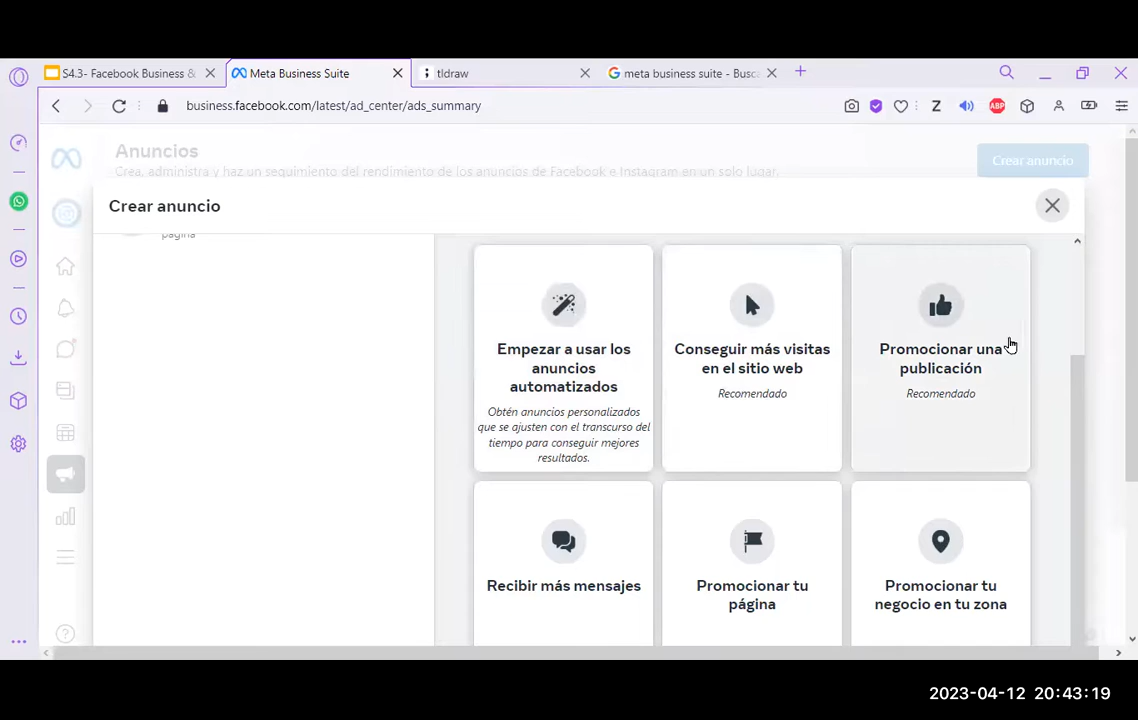 S4.3- Facebook Business &
Meta Business Suite
tldraw
meta business suite - Busca
business.facebook.com/latest/ad_center/ads_summary
Z
ABP
Anuncios
Crea, administra y haz un seguimiento del rendimiento de los anuncios de Facebook e Instagram en un solo lugar.
Crear anuncio
Crear anuncio
página
Empezar a usar los
anuncios
automatizados
Obtén anuncios personalizados
que se ajusten con el transcurso del
tiempo para conseguir mejores
resultados.
Conseguir más visitas
en el sitio web
Recomendado
Promocionar una
publicación
Recomendado
Recibir más mensajes
Promocionar tu
página
Promocionar tu
negocio en tu zona
2023-04-12 20:43:19